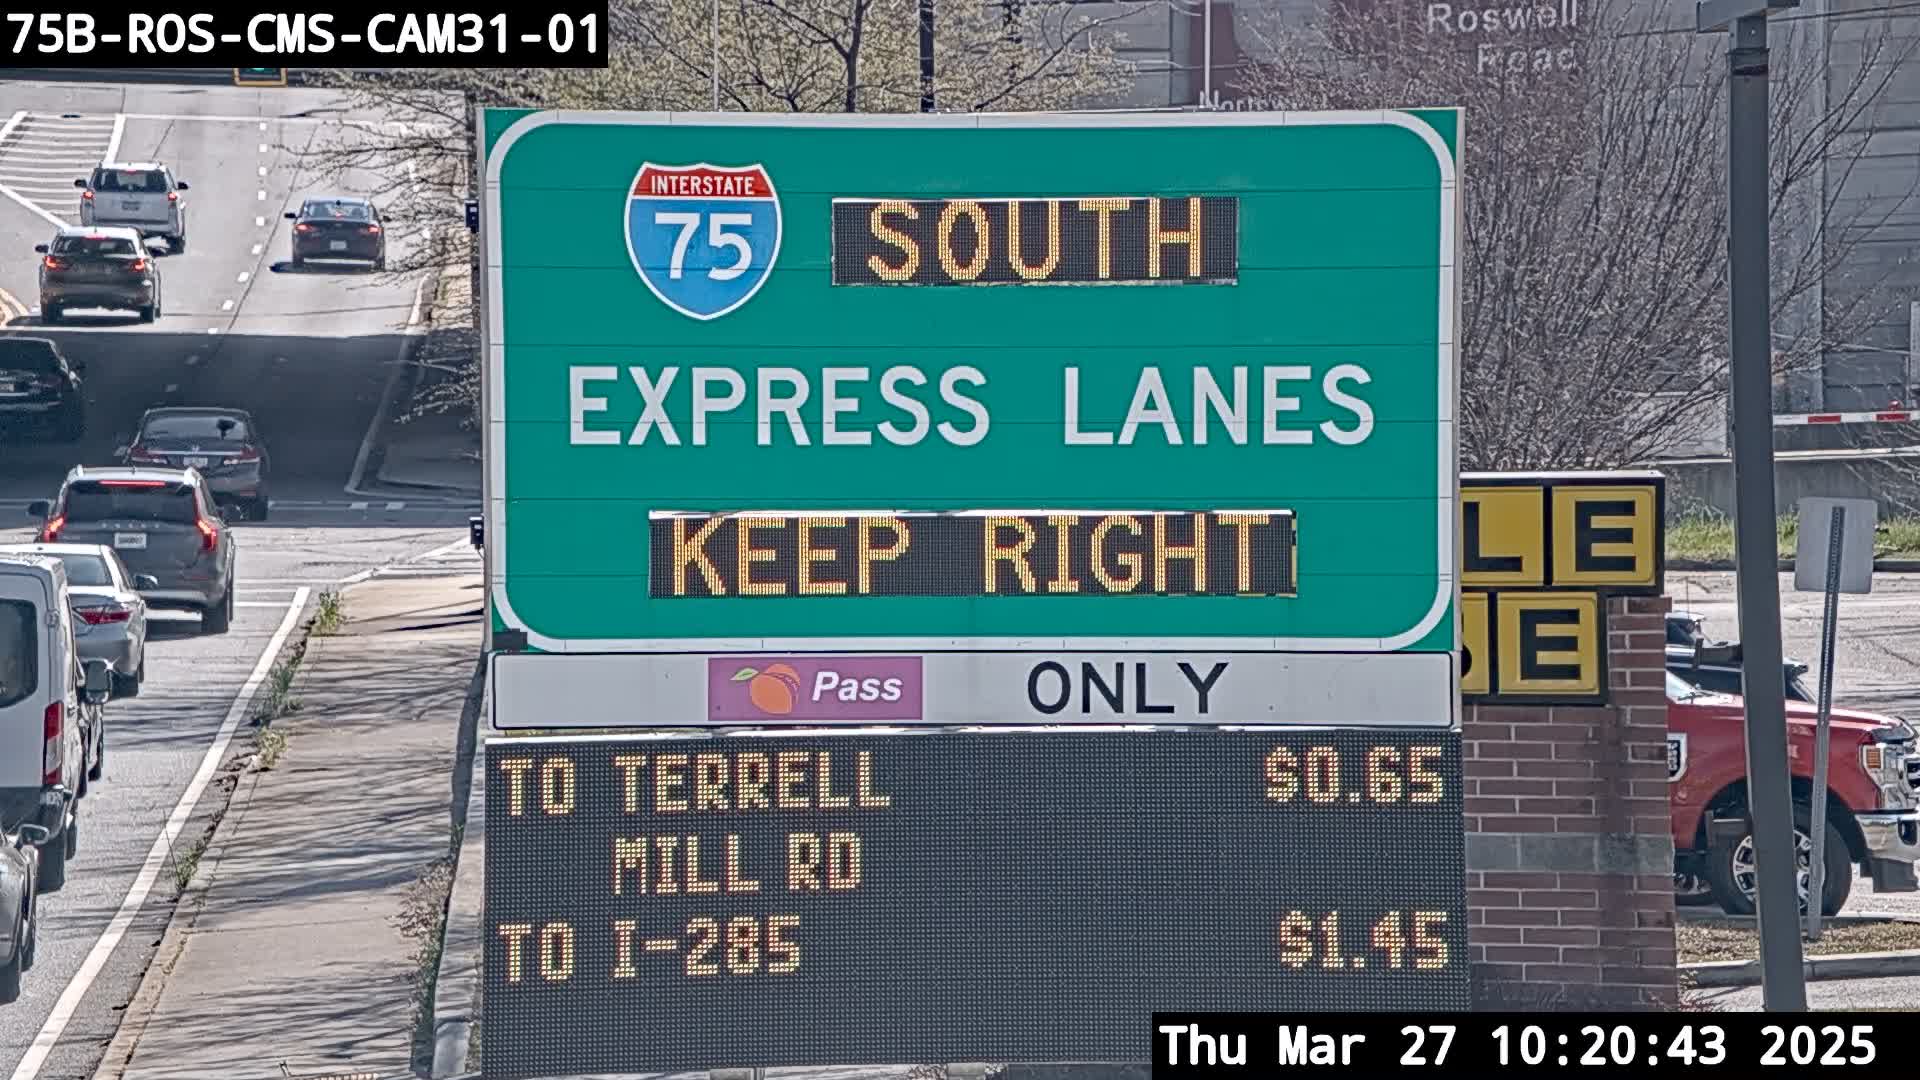 75B-ROS-CMS-CAM31-01
Roswell
Road
INTERSTATE
75
SOUTH
EXPRESS LANES
KEEP RIGHT
LE
E
Pass ONLY
TO TERRELL $0.65
MILL RD
TO I-285 $1.45
Thu Mar 27 10:20:43 2025